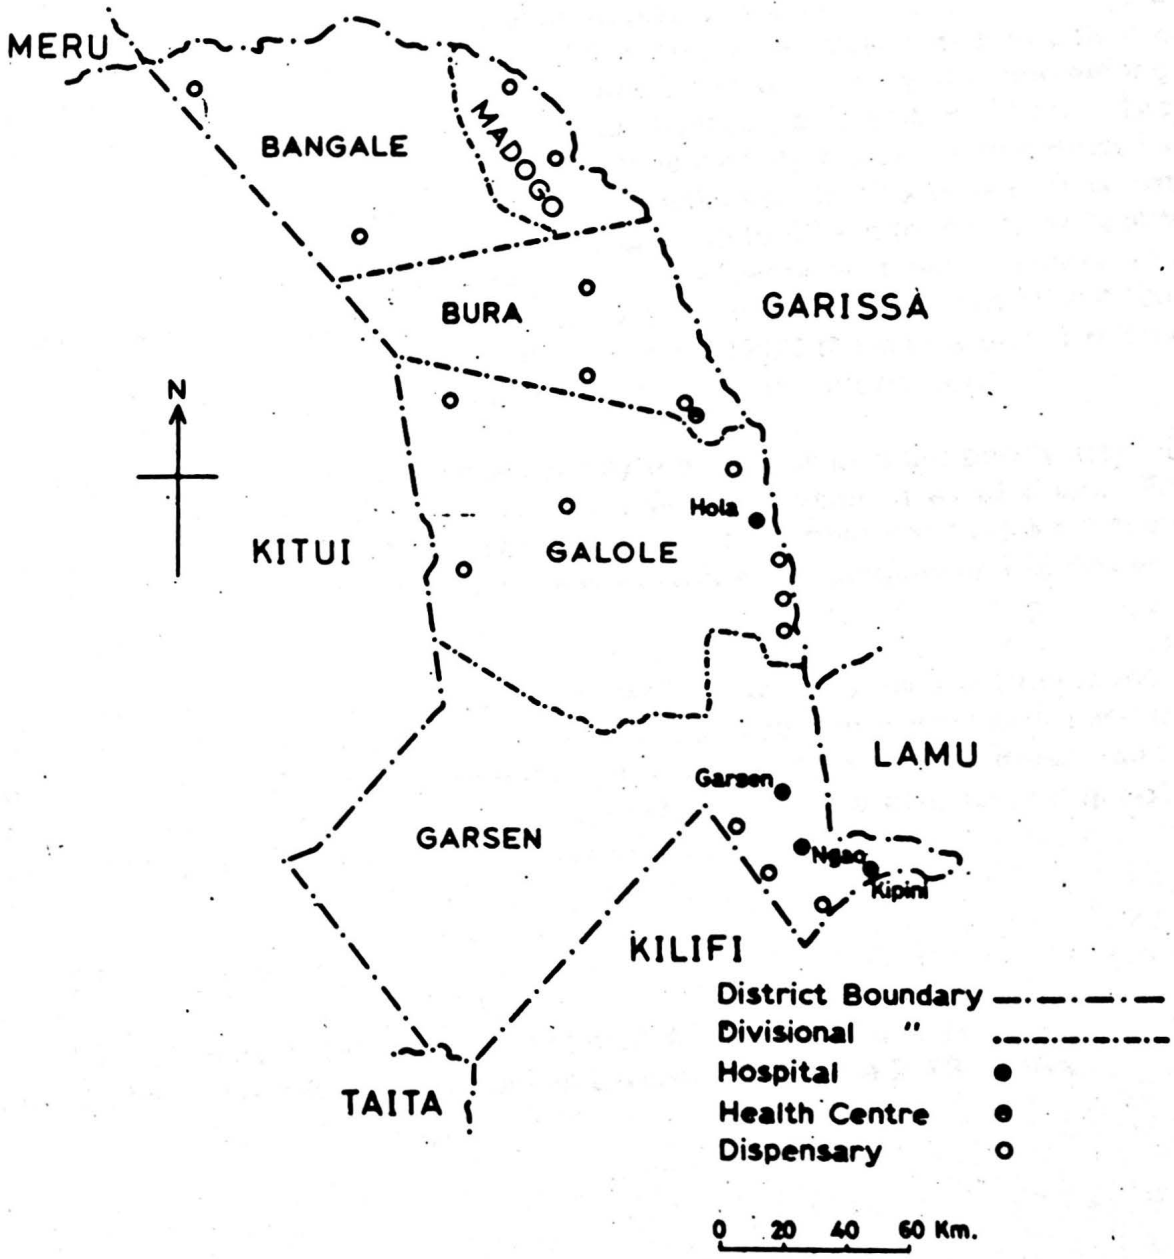 MERU
BANGALE
MADOGO
BURA
GARISSA
N
Hola
KITUI
GALOLE
LAMU
Garsen
GARSEN
Ngao
Kipini
KILIFI
District Boundary
Divisional "
Hospital
TAITA
Health Centre
Dispensary
0 20 40 60 Km.